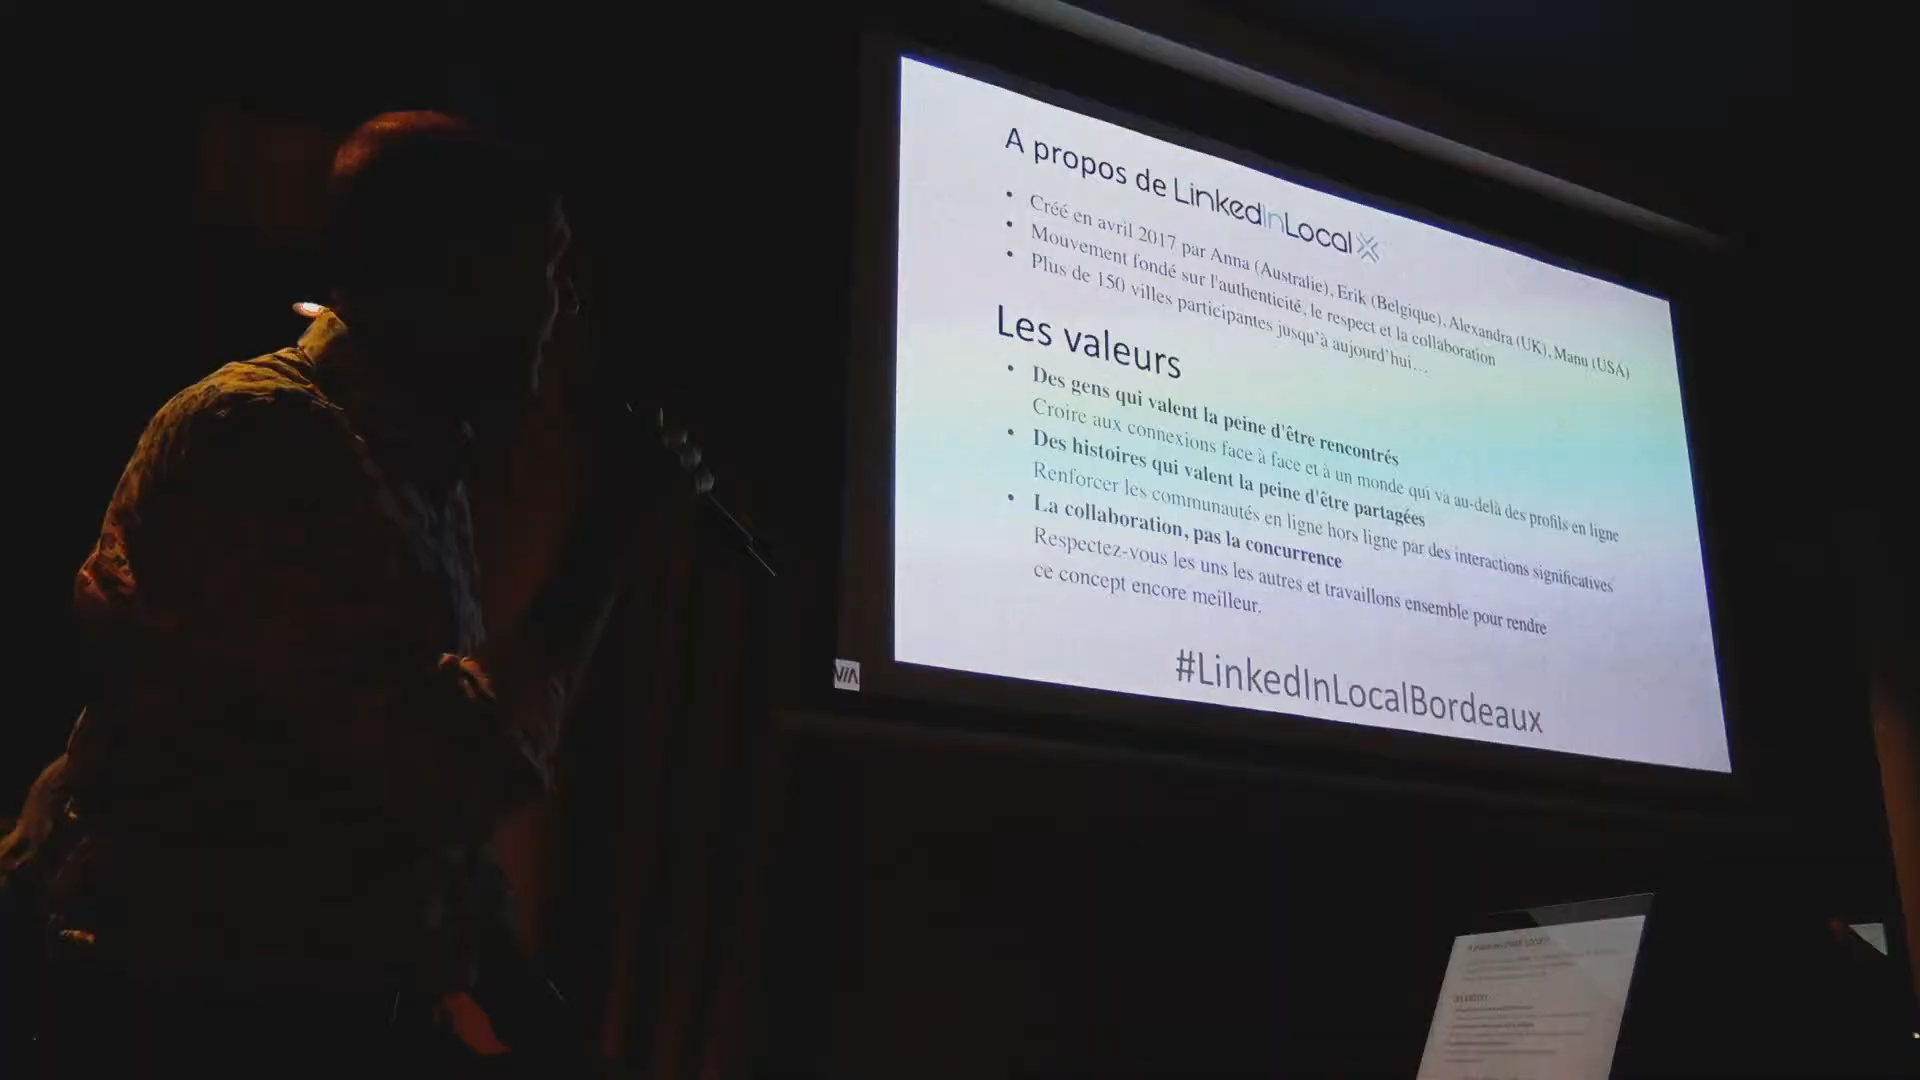 A propos de LinkedInLocal
• Créé en avril 2017 par Anna (Australie), Erik (Belgique), Alexandra (UK), Manu (USA)
• Mouvement fondé sur l'authenticité, le respect et la collaboration
• Plus de 150 villes participantes jusqu'à aujourd'hui…
Les valeurs
• Des gens qui valent la peine d'être rencontrés
Croire aux connexions face à face et à un monde qui va au-delà des profils en ligne
• Des histoires qui valent la peine d'être partagées
Renforcer les communautés en ligne hors ligne par des interactions significatives
• La collaboration, pas la concurrence
Respectez-vous les uns les autres et travaillons ensemble pour rendre
ce concept encore meilleur.
#LinkedInLocalBordeaux